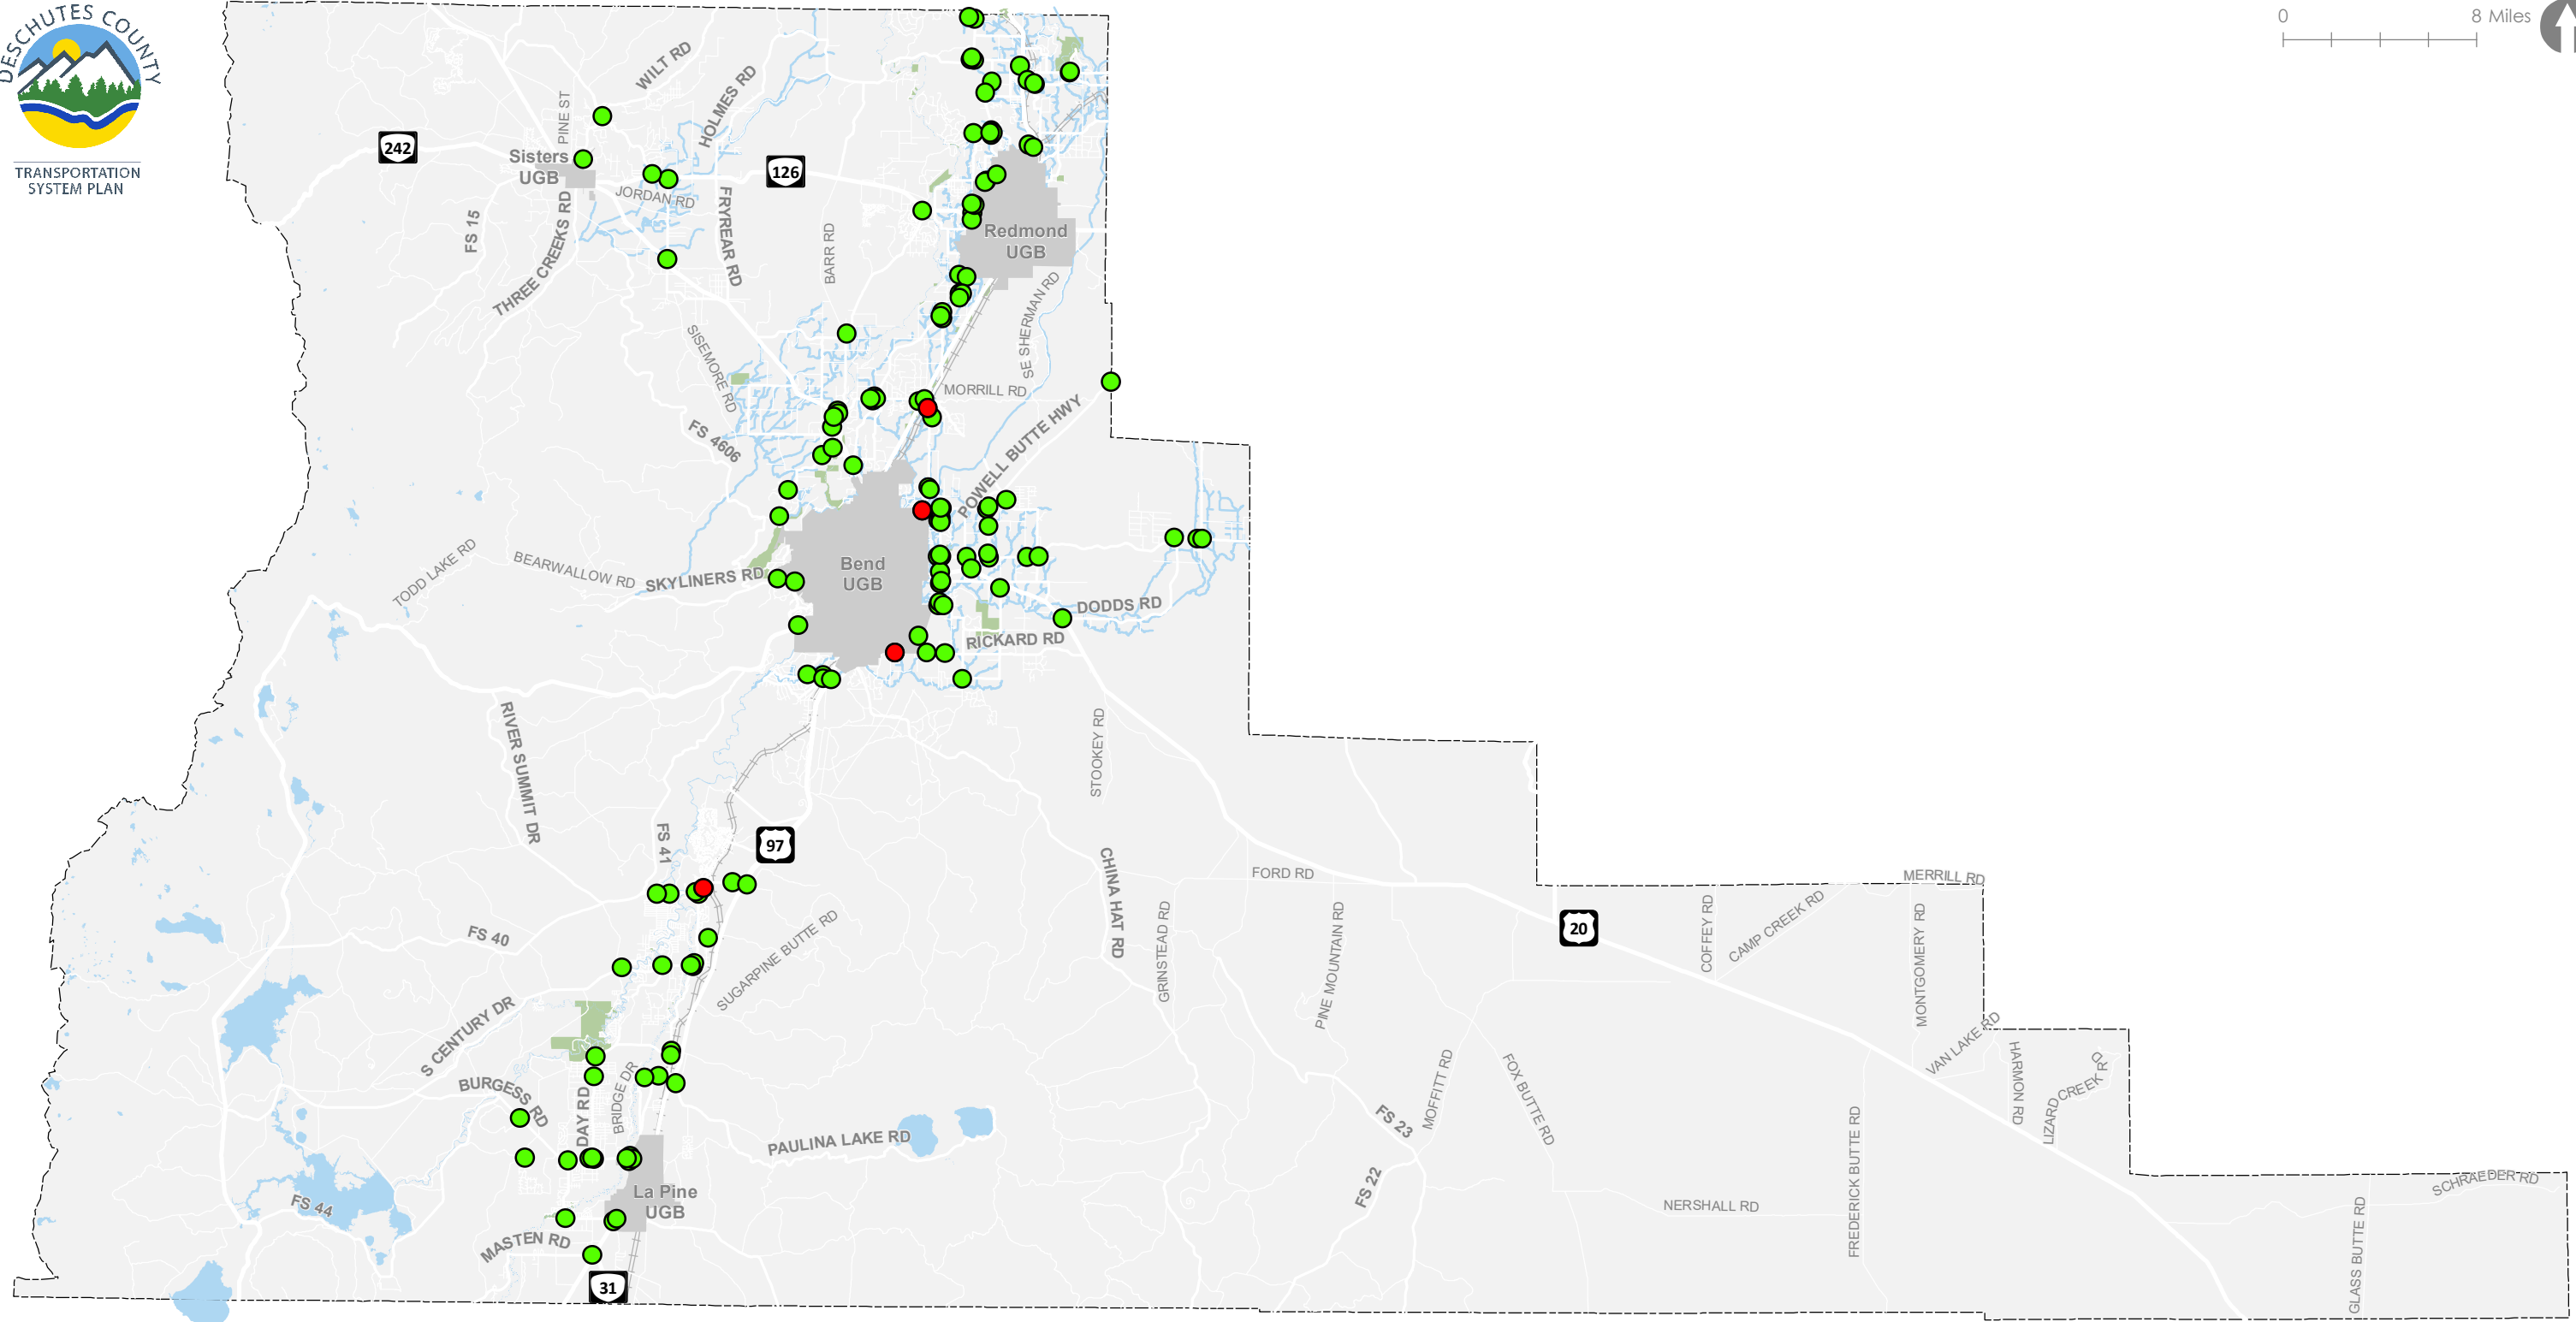 DESCHUTES COUNTY
TRANSPORTATION
SYSTEM PLAN
0
8 Miles
WILT RD
HOLMES RD
PINE ST
242
Sisters
UGB
126
JORDAN RD
FRYREAR RD
FS 15
THREE CREEKS RD
BARR RD
Redmond
UGB
SE SHERMAN RD
SISEMORE RD
MORRILL RD
FS 4606
POWELL BUTTE HWY
TODD LAKE RD
BEARWALLOW RD
SKYLINERS RD
Bend
UGB
DODDS RD
RICKARD RD
RIVER SUMMIT DR
STOOKEY RD
FS 41
97
CHINA HAT RD
FORD RD
MERRILL RD
FS 40
SUGARPINE BUTTE RD
GRINSTEAD RD
PINE MOUNTAIN RD
20
COFFEY RD
CAMP CREEK RD
MONTGOMERY RD
S CENTURY DR
VAN LAKE RD
HARMON RD
LIZARD CREEK RD
BURGESS RD
DAY RD
BRIDGE DR
MOFFITT RD
FOX BUTTE RD
FS 23
PAULINA LAKE RD
FREDERICK BUTTE RD
FS 22
FS 44
La Pine
UGB
NERSHALL RD
SCHRAEDER RD
GLASS BUTTE RD
MASTEN RD
31